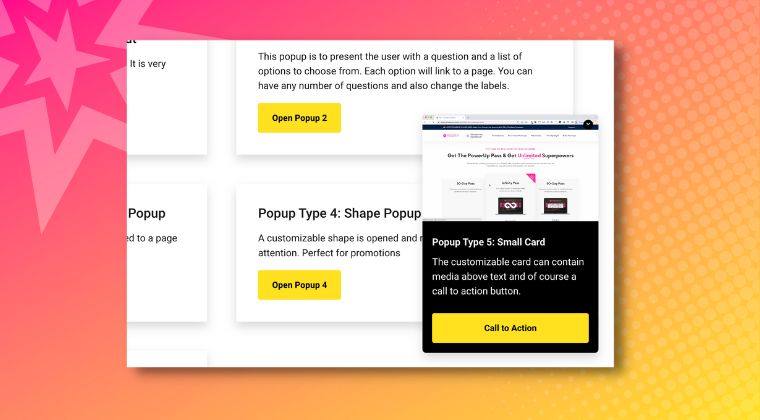 It is very
This popup is to present the user with a question and a list of
options to choose from. Each option will link to a page. You can
have any number of questions and also change the labels.
Open Popup 2
Get The PowerUp Pass & Get Unlimited Superpowers
30-Day Pass
Infinity Pass
Popup
ed to a page
Popup Type 4: Shape Popup
A customizable shape is opened and
attention. Perfect for promotions
Open Popup 4
Popup Type 5: Small Card
The customizable card can contain
media above text and of course a
call to action button.
Call to Action